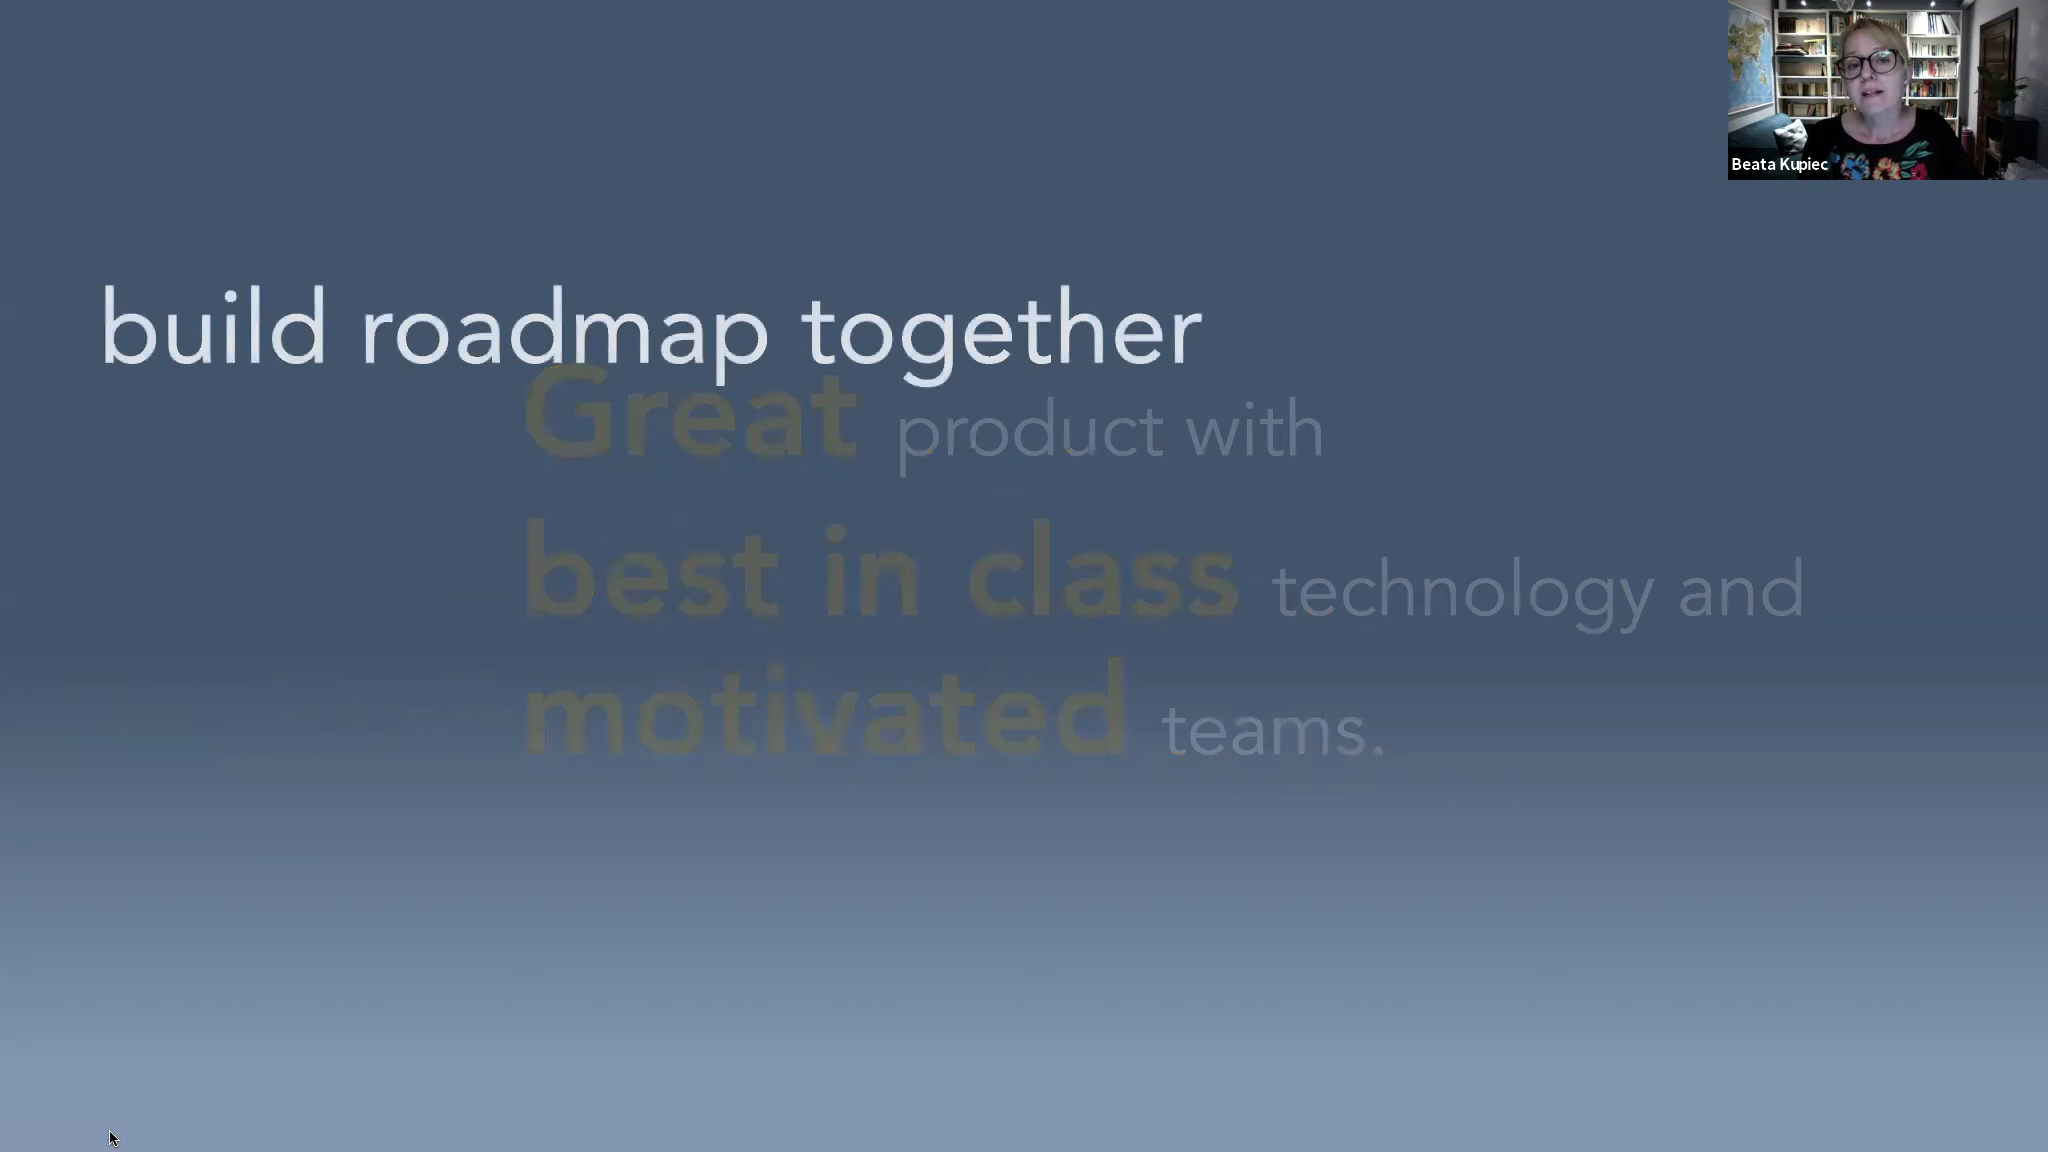 Beata Kupiec
build roadmap together
Great product with
best in class technology and
motivated teams.